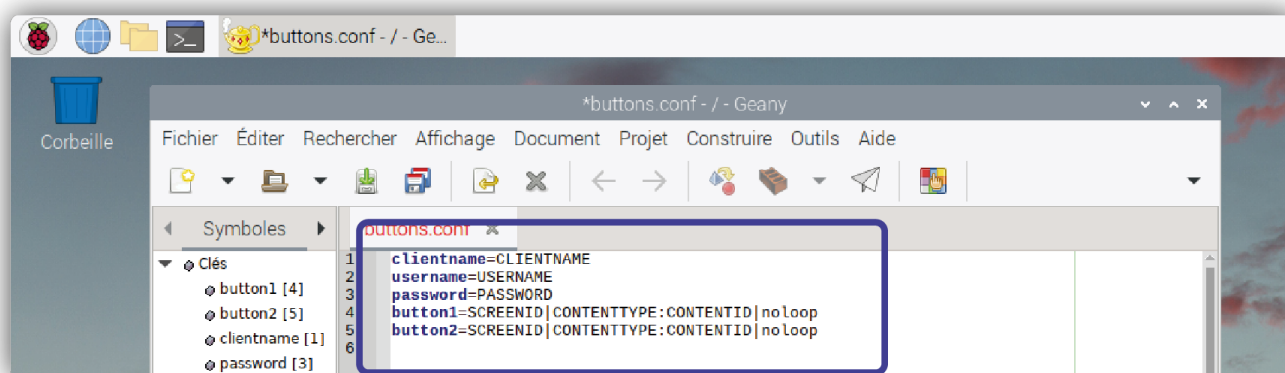 *buttons.conf - / - Ge...
*buttons.conf - / - Geany
Corbeille
Fichier Éditer Rechercher Affichage Document Projet Construire Outils Aide
Symboles
buttons.conf
Clés
button1 [4]
button2 [5]
clientname [1]
password [3]
1 clientname=CLIENTNAME
2 username=USERNAME
3 password=PASSWORD
4 button1=SCREENID|CONTENTTYPE:CONTENTID|noloop
5 button2=SCREENID|CONTENTTYPE:CONTENTID|noloop
6